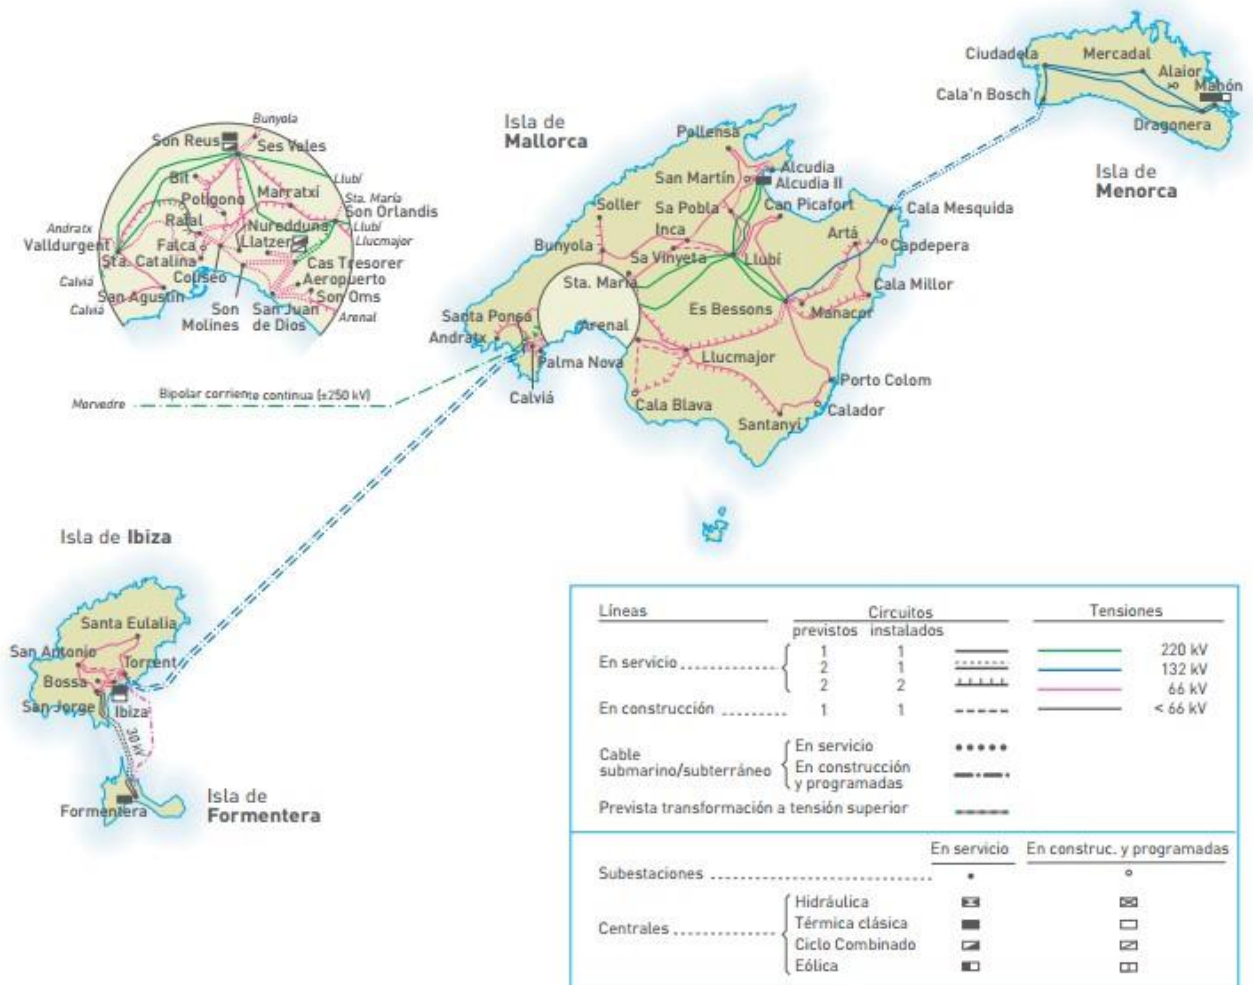 Ciudadela
Mercadal
Alaior
Mahón
Cala'n Bosch
Dragonera
Isla de
Menorca
Isla de
Mallorca
Bunyola
Son Reus
Ses Veles
Bit
Llubí
Polígono
Marratxí
Sta. María
Son Orlandis
Rafal
Nuredduna
Llubí
Andratx
Valldurgent
Falca
Llatzer
Llucmajor
Sta. Catalina
Cas Tresorer
Coliseo
Aeropuerto
Calviá
San Agustín
Son Oms
Calviá
Son
Molines
San Juan
de Dios
Arenal
Pollensa
Alcudia
San Martín
Alcudia II
Soller
Sa Pobla
Can Picafort
Cala Mesquida
Inca
Artá
Bunyola
Capdepera
Sa Vinyeta
Llubí
Sta. María
Cala Millor
Es Bessons
Manacor
Santa Ponsa
Arenal
Andratx
Palma Nova
Llucmajor
Porto Colom
Calviá
Cala Blava
Calador
Santanyí
Morvedre
Bipolar corriente continua (±250 kV)
Isla de Ibiza
Santa Eulalia
San Antonio
Torrent
Bossa
San Jorge
Ibiza
30 kV
Formentera
Isla de
Formentera
Líneas Circuitos Tensiones
previstos instalados
En servicio
1 1 220 kV
2 1 132 kV
2 2 66 kV
En construcción 1 1 < 66 kV
Cable
submarino/subterráneo
En servicio
En construcción
y programadas
Prevista transformación a tensión superior
En servicio En construc. y programadas
Subestaciones
Centrales
Hidráulica
Térmica clásica
Ciclo Combinado
Eólica